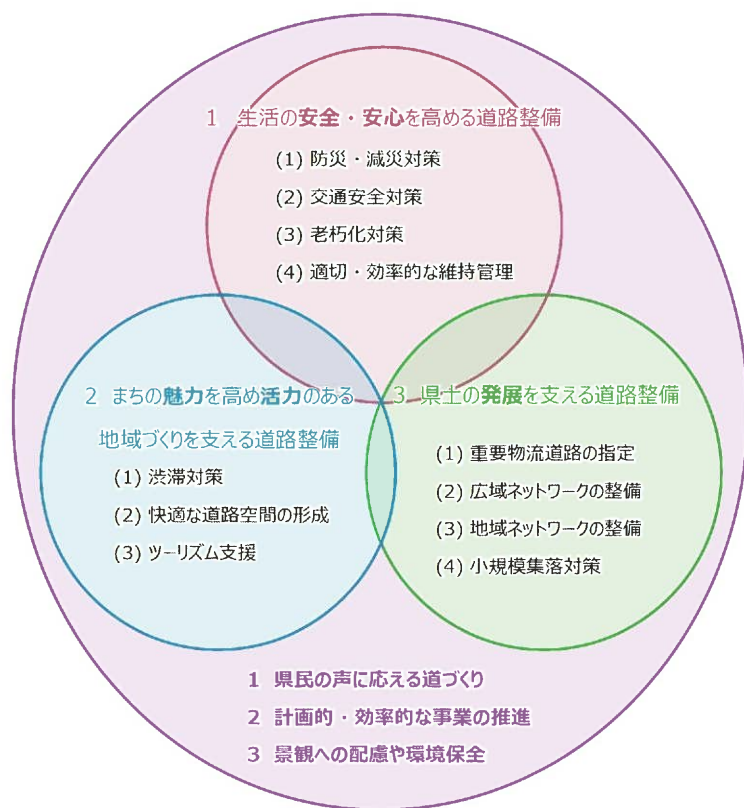 1 生活の安全・安心を高める道路整備
(1) 防災・減災対策
(2) 交通安全対策
(3) 老朽化対策
(4) 適切・効率的な維持管理
2 まちの魅力を高め活力のある
地域づくりを支える道路整備
(1) 渋滞対策
(2) 快適な道路空間の形成
(3) ツーリズム支援
3 県土の発展を支える道路整備
(1) 重要物流道路の指定
(2) 広域ネットワークの整備
(3) 地域ネットワークの整備
(4) 小規模集落対策
1 県民の声に応える道づくり
2 計画的・効率的な事業の推進
3 景観への配慮や環境保全